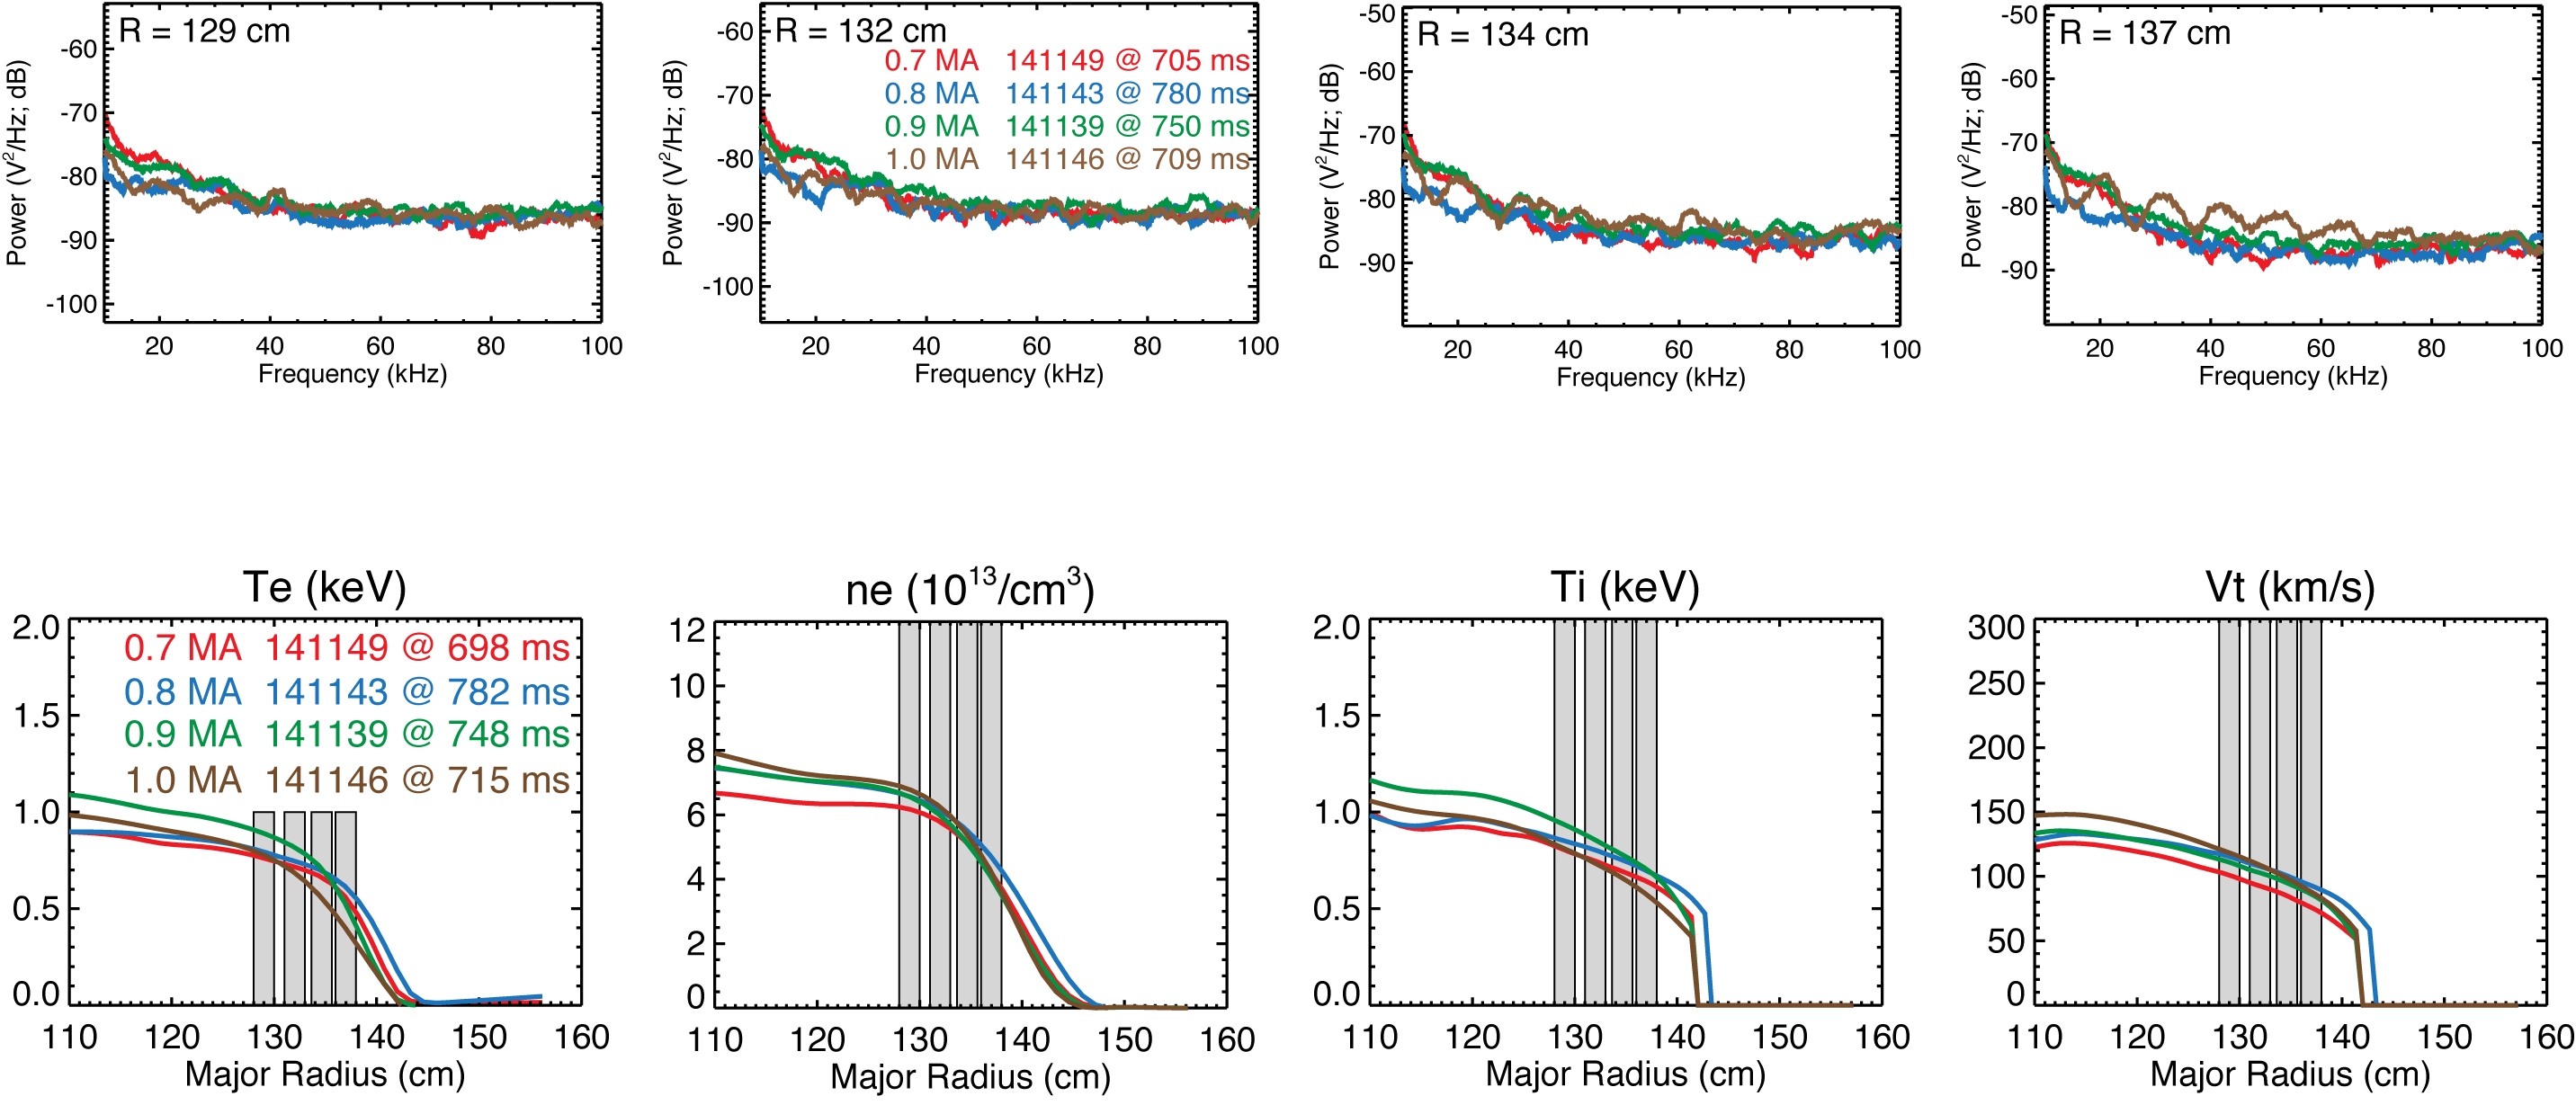 R = 129 cm
Power (V²/Hz; dB)
-60
-70
-80
-90
-100
20 40 60 80 100
Frequency (kHz)
R = 132 cm
0.7 MA 141149 @ 705 ms
0.8 MA 141143 @ 780 ms
0.9 MA 141139 @ 750 ms
1.0 MA 141146 @ 709 ms
Power (V²/Hz; dB)
-60
-70
-80
-90
-100
20 40 60 80 100
Frequency (kHz)
R = 134 cm
Power (V²/Hz; dB)
-50
-60
-70
-80
-90
20 40 60 80 100
Frequency (kHz)
R = 137 cm
Power (V²/Hz; dB)
-50
-60
-70
-80
-90
20 40 60 80 100
Frequency (kHz)
Te (keV)
0.7 MA 141149 @ 698 ms
0.8 MA 141143 @ 782 ms
0.9 MA 141139 @ 748 ms
1.0 MA 141146 @ 715 ms
2.0
1.5
1.0
0.5
0.0
110 120 130 140 150 160
Major Radius (cm)
ne (10¹³/cm³)
12
10
8
6
4
2
0
110 120 130 140 150 160
Major Radius (cm)
Ti (keV)
2.0
1.5
1.0
0.5
0.0
110 120 130 140 150 160
Major Radius (cm)
Vt (km/s)
300
250
200
150
100
50
0
110 120 130 140 150 160
Major Radius (cm)